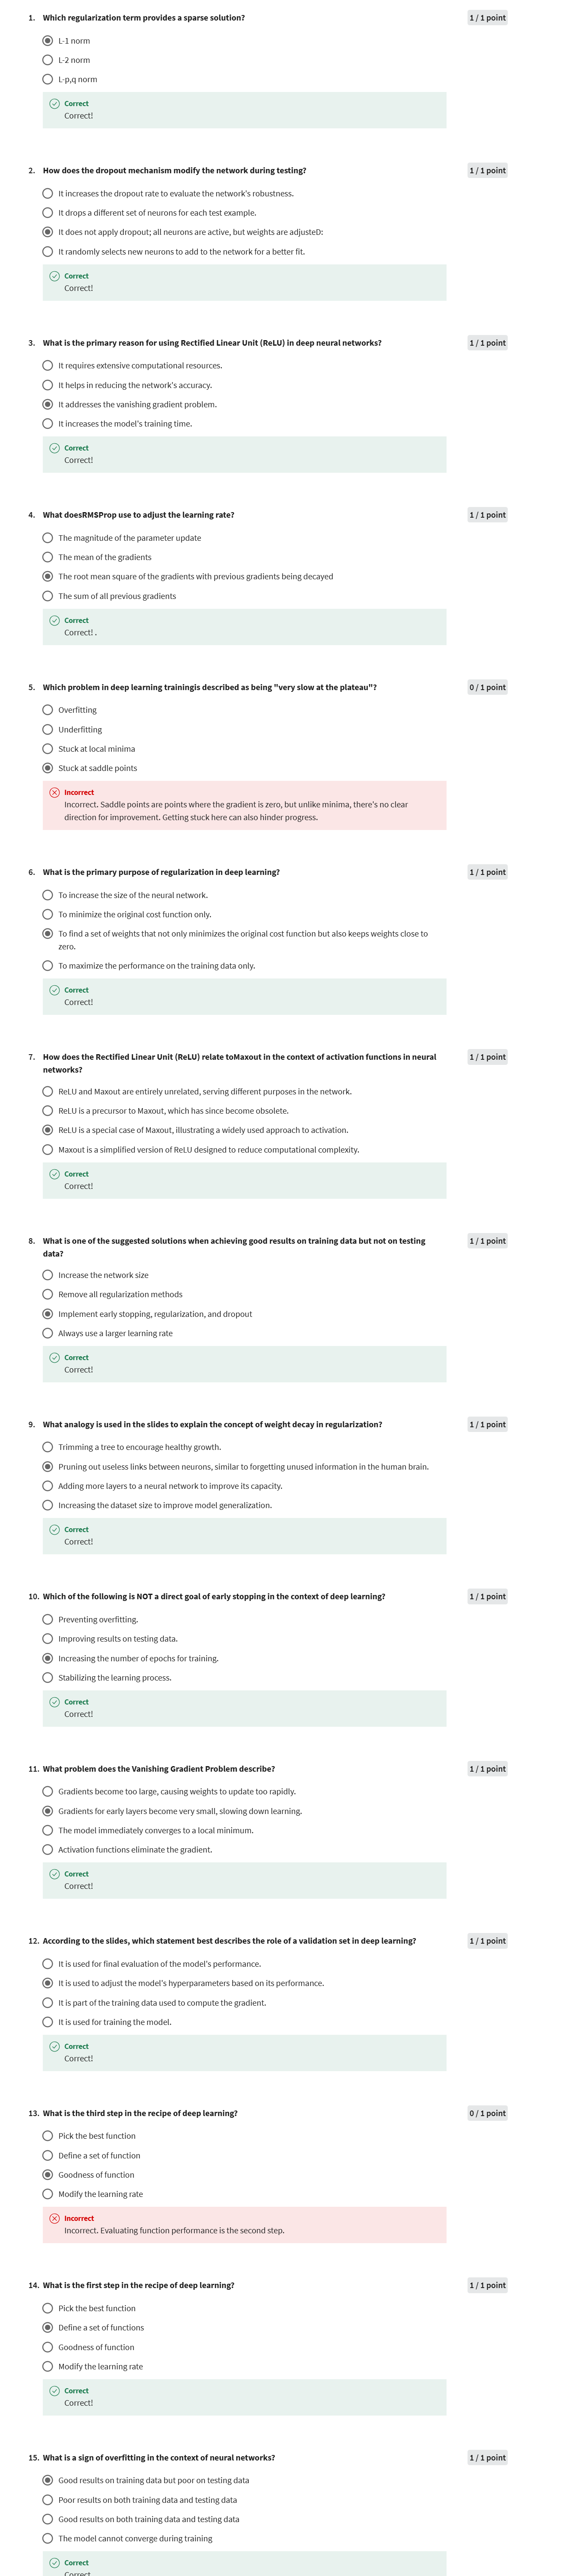 1. Which regularization term provides a sparse solution?
1 / 1 point
L-1 norm
L-2 norm
L-p,q norm
Correct
Correct!
2. How does the dropout mechanism modify the network during testing?
1 / 1 point
It increases the dropout rate to evaluate the network's robustness.
It drops a different set of neurons for each test example.
It does not apply dropout; all neurons are active, but weights are adjusteD:
It randomly selects new neurons to add to the network for a better fit.
Correct
Correct!
3. What is the primary reason for using Rectified Linear Unit (ReLU) in deep neural networks?
1 / 1 point
It requires extensive computational resources.
It helps in reducing the network's accuracy.
It addresses the vanishing gradient problem.
It increases the model's training time.
Correct
Correct!
4. What doesRMSProp use to adjust the learning rate?
1 / 1 point
The magnitude of the parameter update
The mean of the gradients
The root mean square of the gradients with previous gradients being decayed
The sum of all previous gradients
Correct
Correct! .
5. Which problem in deep learning trainingis described as being "very slow at the plateau"?
0 / 1 point
Overfitting
Underfitting
Stuck at local minima
Stuck at saddle points
Incorrect
Incorrect. Saddle points are points where the gradient is zero, but unlike minima, there's no clear
direction for improvement. Getting stuck here can also hinder progress.
6. What is the primary purpose of regularization in deep learning?
1 / 1 point
To increase the size of the neural network.
To minimize the original cost function only.
To find a set of weights that not only minimizes the original cost function but also keeps weights close to
zero.
To maximize the performance on the training data only.
Correct
Correct!
7. How does the Rectified Linear Unit (ReLU) relate toMaxout in the context of activation functions in neural
networks?
1 / 1 point
ReLU and Maxout are entirely unrelated, serving different purposes in the network.
ReLU is a precursor to Maxout, which has since become obsolete.
ReLU is a special case of Maxout, illustrating a widely used approach to activation.
Maxout is a simplified version of ReLU designed to reduce computational complexity.
Correct
Correct!
8. What is one of the suggested solutions when achieving good results on training data but not on testing
data?
1 / 1 point
Increase the network size
Remove all regularization methods
Implement early stopping, regularization, and dropout
Always use a larger learning rate
Correct
Correct!
9. What analogy is used in the slides to explain the concept of weight decay in regularization?
1 / 1 point
Trimming a tree to encourage healthy growth.
Pruning out useless links between neurons, similar to forgetting unused information in the human brain.
Adding more layers to a neural network to improve its capacity.
Increasing the dataset size to improve model generalization.
Correct
Correct!
10. Which of the following is NOT a direct goal of early stopping in the context of deep learning?
1 / 1 point
Preventing overfitting.
Improving results on testing data.
Increasing the number of epochs for training.
Stabilizing the learning process.
Correct
Correct!
11. What problem does the Vanishing Gradient Problem describe?
1 / 1 point
Gradients become too large, causing weights to update too rapidly.
Gradients for early layers become very small, slowing down learning.
The model immediately converges to a local minimum.
Activation functions eliminate the gradient.
Correct
Correct!
12. According to the slides, which statement best describes the role of a validation set in deep learning?
1 / 1 point
It is used for final evaluation of the model's performance.
It is used to adjust the model's hyperparameters based on its performance.
It is part of the training data used to compute the gradient.
It is used for training the model.
Correct
Correct!
13. What is the third step in the recipe of deep learning?
0 / 1 point
Pick the best function
Define a set of function
Goodness of function
Modify the learning rate
Incorrect
Incorrect. Evaluating function performance is the second step.
14. What is the first step in the recipe of deep learning?
1 / 1 point
Pick the best function
Define a set of functions
Goodness of function
Modify the learning rate
Correct
Correct!
15. What is a sign of overfitting in the context of neural networks?
1 / 1 point
Good results on training data but poor on testing data
Poor results on both training data and testing data
Good results on both training data and testing data
The model cannot converge during training
Correct
Correct